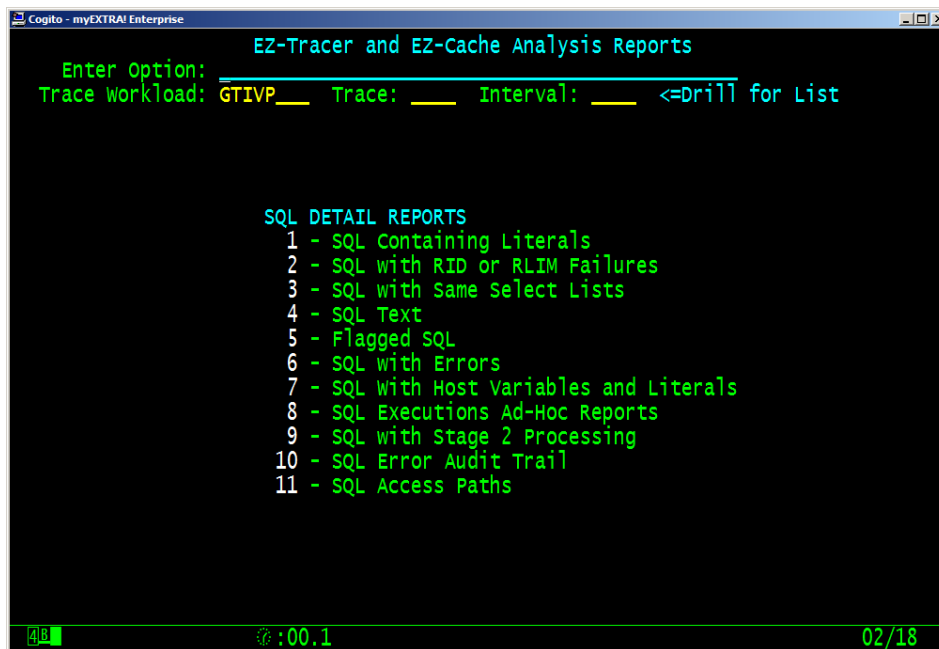 Cogito - myEXTRA! Enterprise
EZ-Tracer and EZ-Cache Analysis Reports
Enter Option: _______________________________________________
Trace Workload: GTIVP___ Trace: ____ Interval: ____ <=Drill for List
SQL DETAIL REPORTS
1 - SQL Containing Literals
2 - SQL with RID or RLIM Failures
3 - SQL with Same Select Lists
4 - SQL Text
5 - Flagged SQL
6 - SQL with Errors
7 - SQL With Host Variables and Literals
8 - SQL Executions Ad-Hoc Reports
9 - SQL with Stage 2 Processing
10 - SQL Error Audit Trail
11 - SQL Access Paths
4B :00.1 02/18